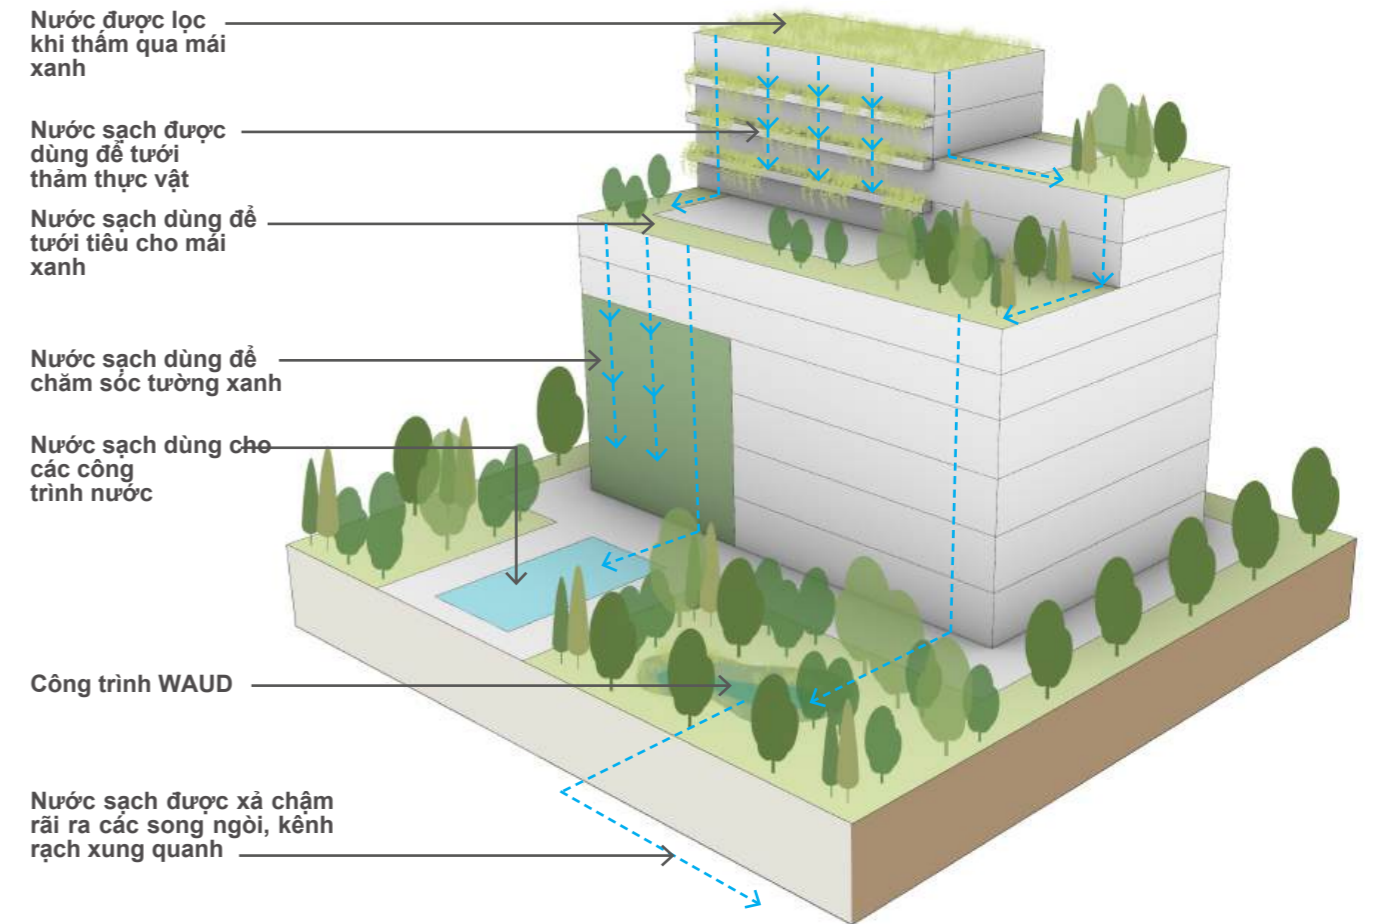 Nước được lọc
khi thấm qua mái
xanh
Nước sạch được
dùng để tưới
thảm thực vật
Nước sạch dùng để
tưới tiêu cho mái
xanh
Nước sạch dùng để
chăm sóc tường xanh
Nước sạch dùng cho
các công
trình nước
Công trình WAUD
Nước sạch được xả chậm
rãi ra các song ngòi, kênh
rạch xung quanh